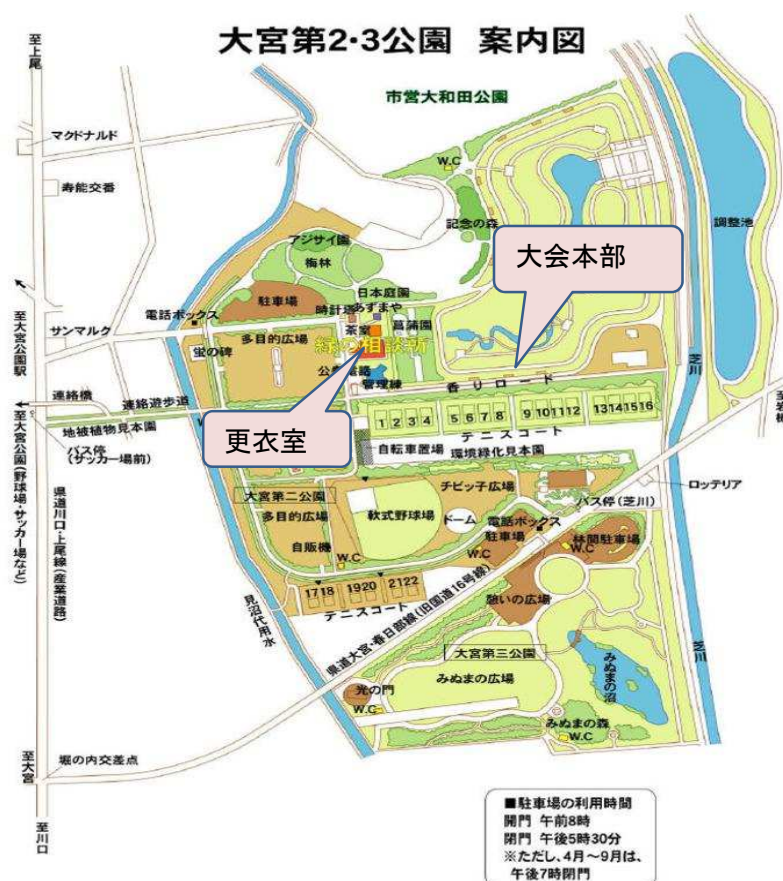 大宮第2・3公園 案内図
至上尾
市営大和田公園
マクドナルド
W.C
寿能交番
調整池
記念の森
アジサイ園
梅林
大会本部
日本庭園
駐車場
時計塔
あずまや
電話ボックス
茶室
菖蒲園
至大宮公園駅
サンマルク
緑の相談所
蛍の碑
多目的広場
芝川
管理棟
香りロード
連絡橋
連絡遊歩道
1 2 3 4 5 6 7 8 9 10 11 12 13 14 15 16
地被植物見本園
更衣室
テニスコート
バス停
(サッカー場前)
自転車置場
環境緑化見本園
至大宮公園(野球場・サッカー場など)
県道川口・上尾線(産業道路)
ロッテリア
大宮第二公園
チビッ子広場
バス停(芝川)
多目的広場
軟式野球場
ドーム
電話ボックス
自販機
W.C
駐車場
W.C
林間駐車場
W.C
17 18 19 20 21 22
憩いの広場
テニスコート
見沼代用水
県道大宮・春日部線(旧国道16号線)
大宮第三公園
芝川
みぬまの広場
みぬまの沼
光の門
W.C
みぬまの森
W.C
至大宮
堀の内交差点
至川口
■駐車場の利用時間
開門 午前8時
閉門 午後5時30分
※ただし、4月～9月は、
午後7時閉門